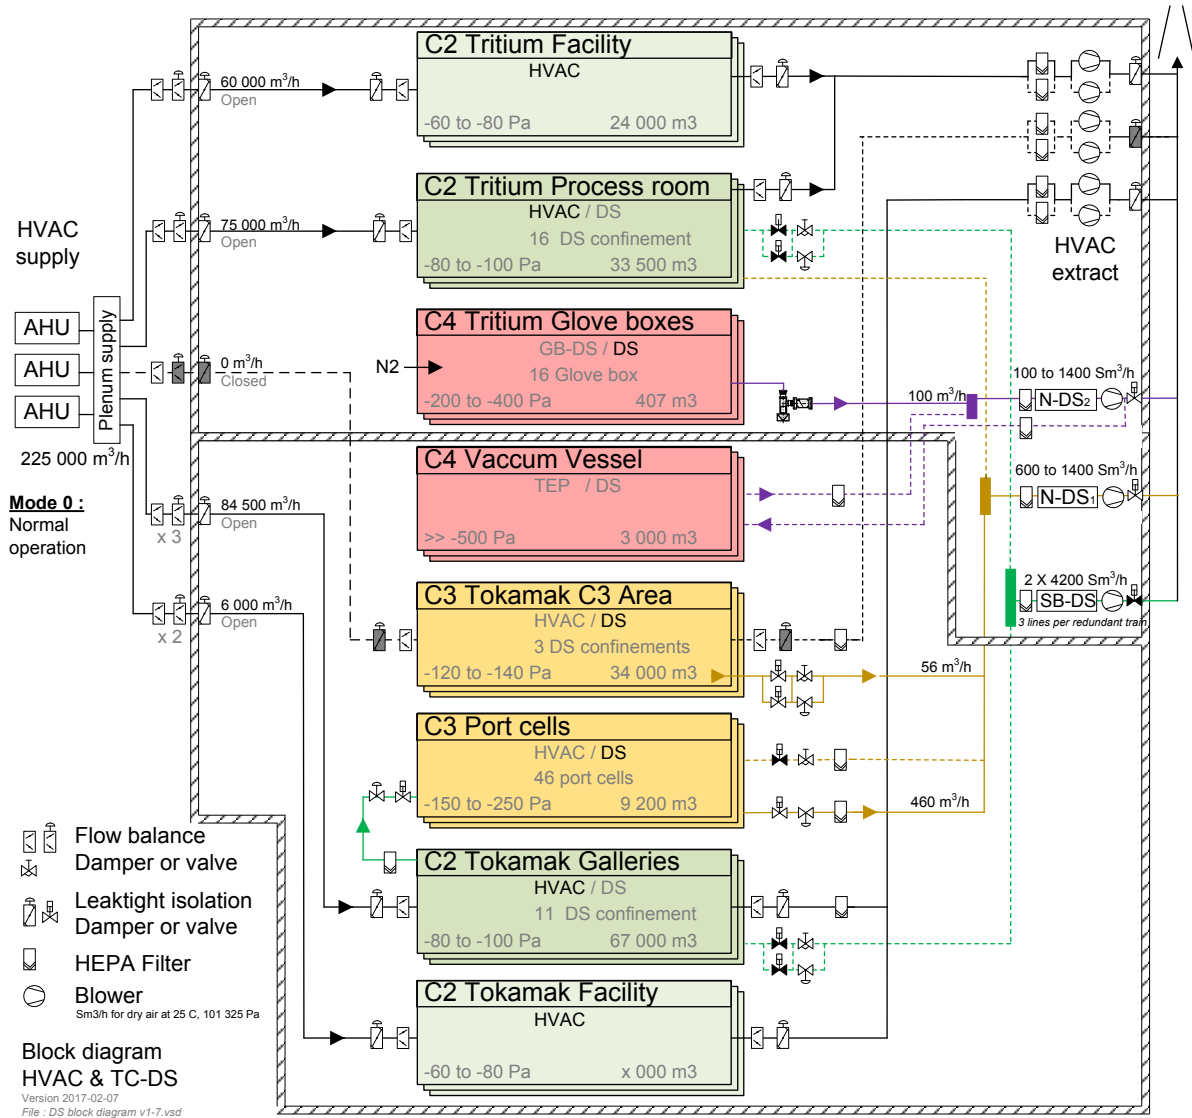 C2 Tritium Facility
HVAC
-60 to -80 Pa 24 000 m3
60 000 m³/h
Open
C2 Tritium Process room
HVAC / DS
16 DS confinement
-80 to -100 Pa 33 500 m3
75 000 m³/h
Open
HVAC
supply
HVAC
extract
AHU
AHU
AHU
Plenum supply
225 000 m³/h
0 m³/h
Closed
C4 Tritium Glove boxes
GB-DS / DS
N2
16 Glove box
-200 to -400 Pa 407 m3
100 m³/h
100 to 1400 Sm³/h
N-DS2
C4 Vaccum Vessel
TEP / DS
>> -500 Pa 3 000 m3
600 to 1400 Sm³/h
N-DS1
Mode 0 :
Normal
operation
84 500 m³/h
Open
x 3
6 000 m³/h
Open
x 2
C3 Tokamak C3 Area
HVAC / DS
3 DS confinements
-120 to -140 Pa 34 000 m3
2 X 4200 Sm³/h
SB-DS
3 lines per redundant train
56 m³/h
C3 Port cells
HVAC / DS
46 port cells
-150 to -250 Pa 9 200 m3
460 m³/h
C2 Tokamak Galleries
HVAC / DS
11 DS confinement
-80 to -100 Pa 67 000 m3
C2 Tokamak Facility
HVAC
-60 to -80 Pa x 000 m3
Flow balance
Damper or valve
Leaktight isolation
Damper or valve
HEPA Filter
Blower
Sm3/h for dry air at 25 C, 101 325 Pa
Block diagram
HVAC & TC-DS
Version 2017-02-07
File : DS block diagram v1-7.vsd